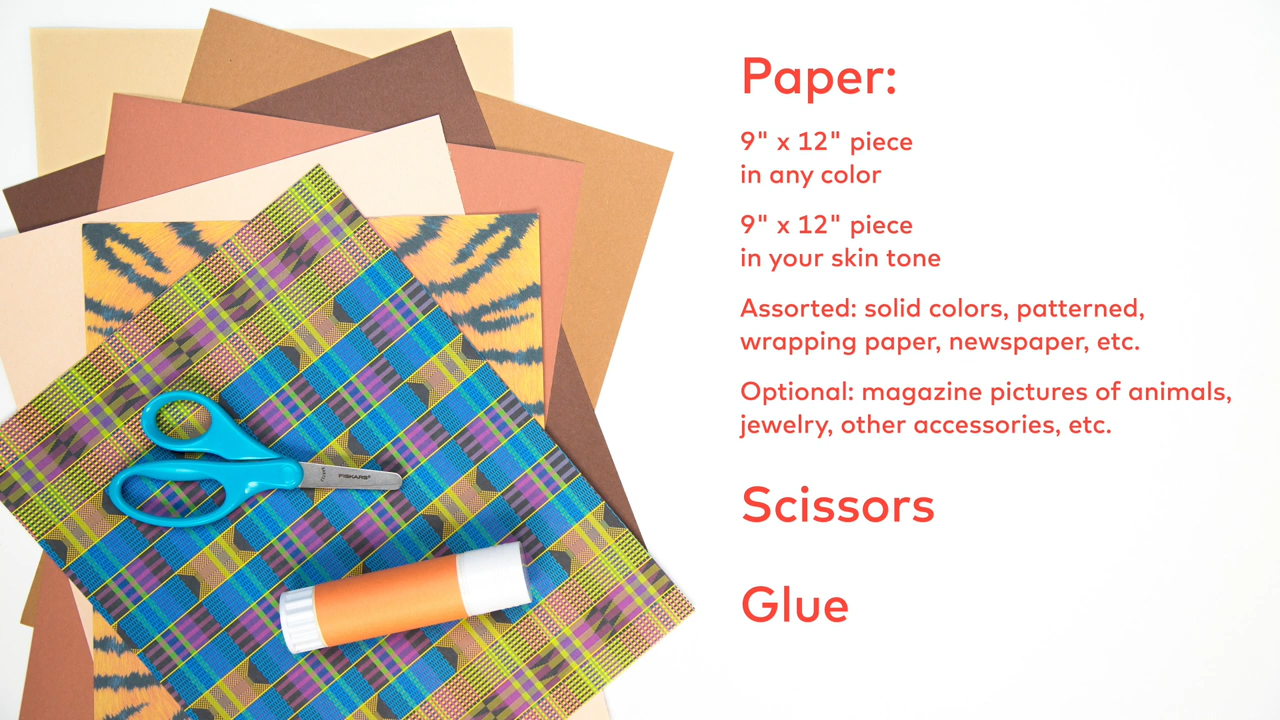 Paper:
9" x 12" piece
in any color
9" x 12" piece
in your skin tone
Assorted: solid colors, patterned,
wrapping paper, newspaper, etc.
Optional: magazine pictures of animals,
jewelry, other accessories, etc.
Scissors
Glue
FISKARS®